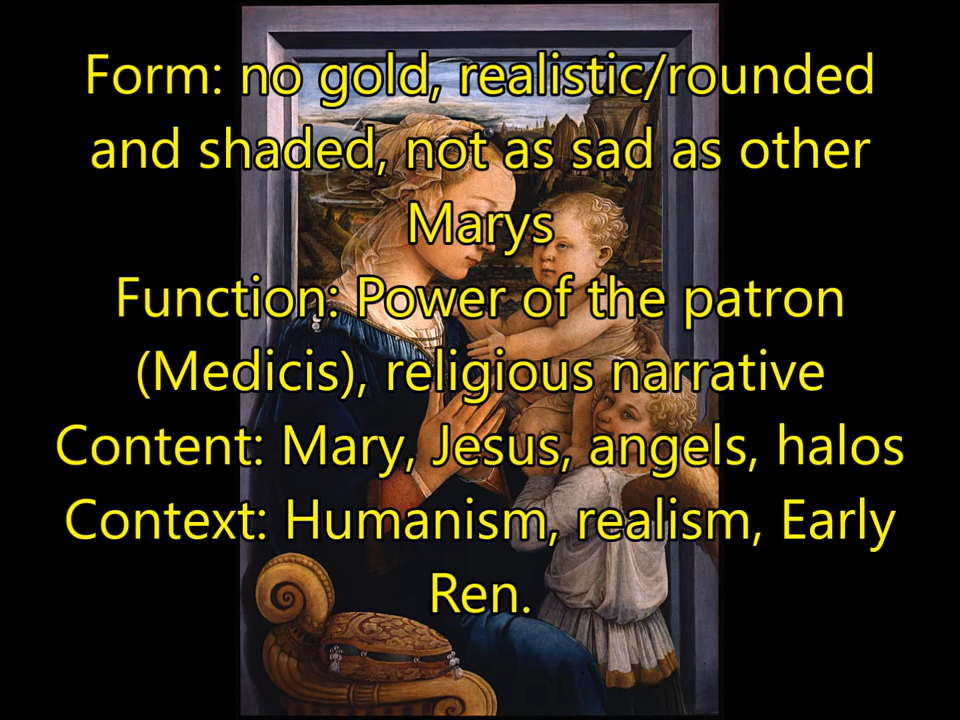 Form: no gold, realistic/rounded
and shaded, not as sad as other
Marys
Function: Power of the patron
(Medicis), religious narrative
Content: Mary, Jesus, angels, halos
Context: Humanism, realism, Early
Ren.